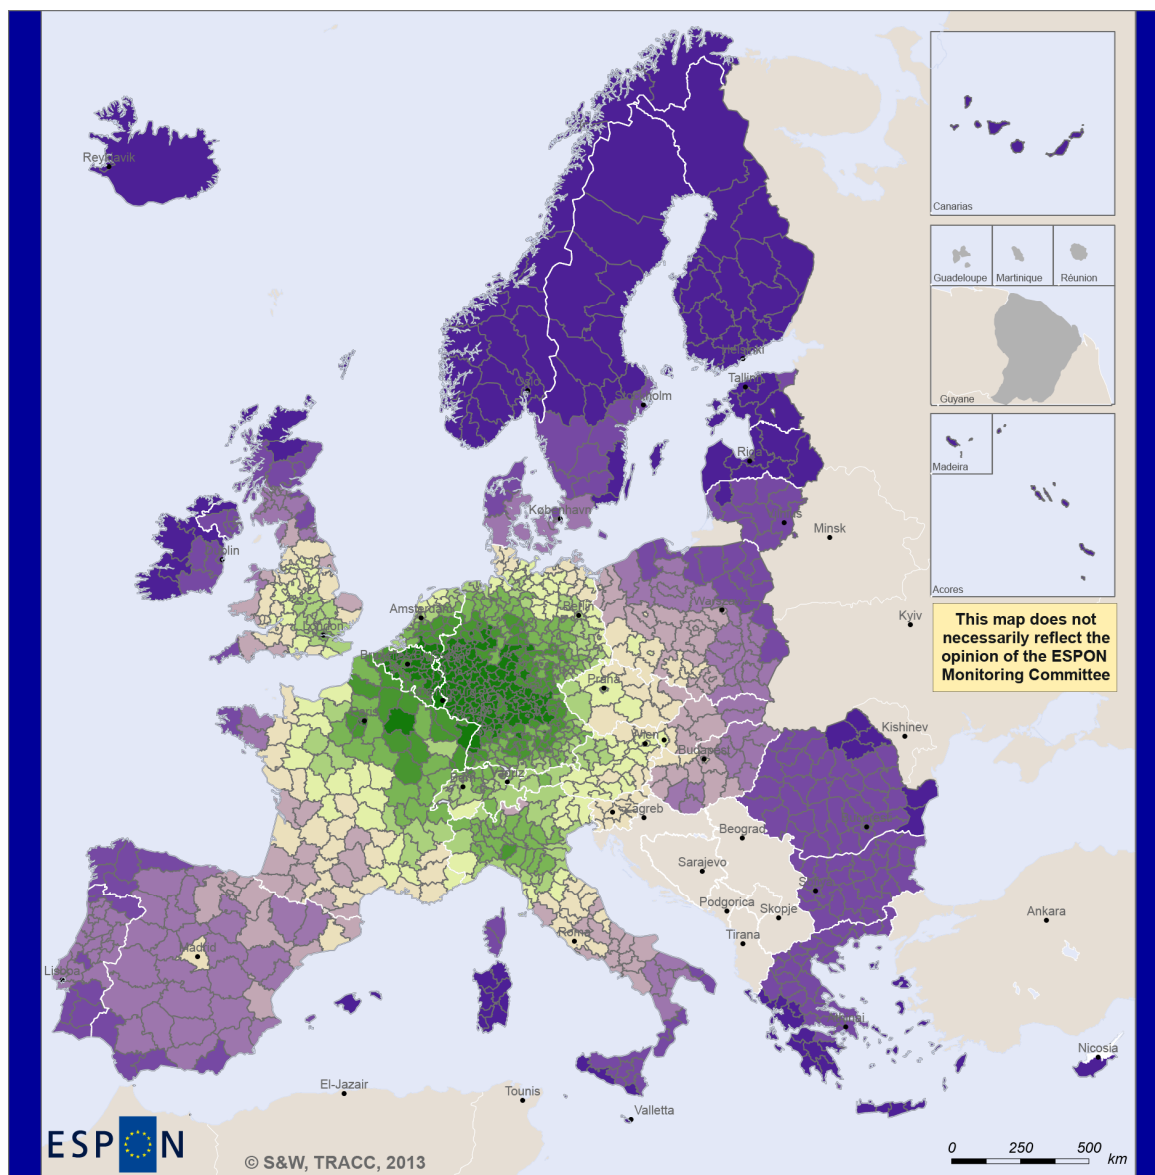 Reykjavik
Canarias
Guadeloupe
Martinique
Réunion
Guyane
Helsinki
Tallinn
Oslo
Madeira
Riga
København
Minsk
Acores
Amsterdam
Berlin
Kyiv
This map does not
necessarily reflect the
opinion of the ESPON
Monitoring Committee
London
Praha
Paris
Wien
Kishinev
Budapest
Bern
Zagreb
Beograd
Sarajevo
Podgorica
Skopje
Ankara
Roma
Tirana
Madrid
Lisboa
Nicosia
El-Jazair
Tounis
Valletta
ESPON
© S&W, TRACC, 2013
0 250 500
km